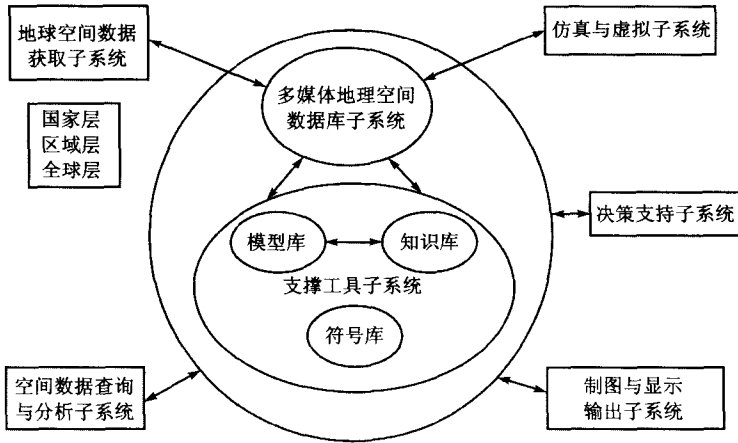 地球空间数据
获取子系统
仿真与虚拟子系统
多媒体地理空间
数据库子系统
国家层
区域层
全球层
决策支持子系统
模型库
知识库
支撑工具子系统
符号库
空间数据查询
与分析子系统
制图与显示
输出子系统